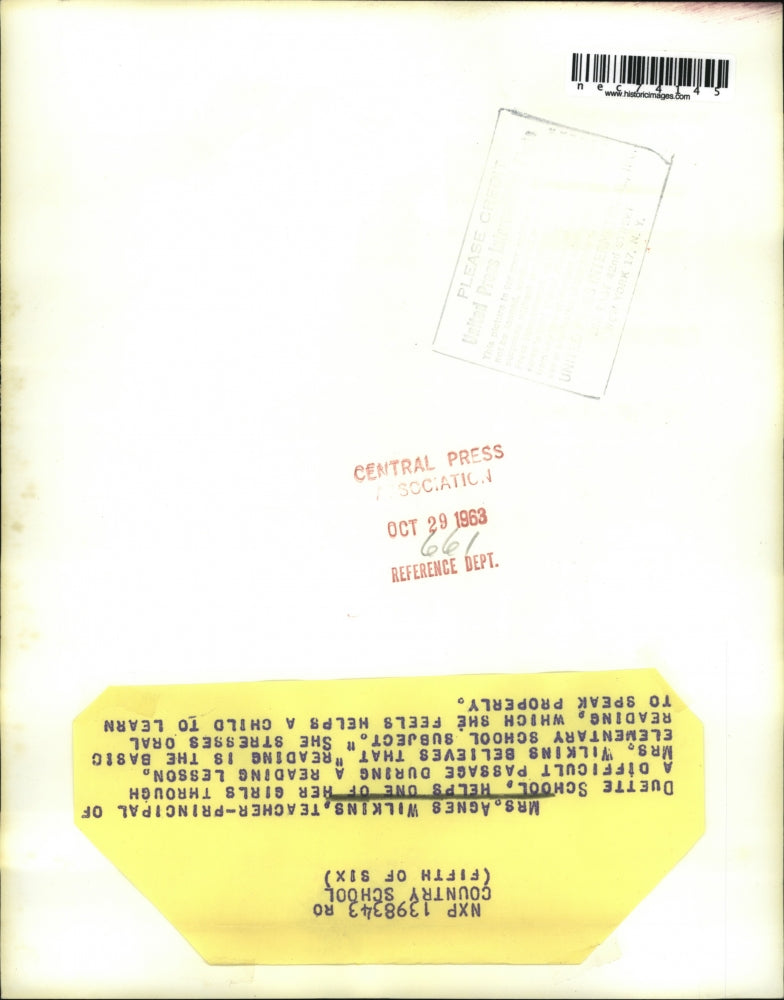 nec74145
www.historicimages.com
PLEASE CREDIT
United Press
This picture is
YORK 17, N. Y.
CENTRAL PRESS
OCT 29 1963
661
REFERENCE DEPT.
NXP 1398343 RO
COUNTRY SCHOOL
(FIFTH OF SIX)
MRS.AGNES WILKINS,TEACHER-PRINCIPAL OF
DUETTE SCHOOL, HELPS ONE OF HER GIRLS THROUGH
A DIFFICULT PASSAGE DURING A READING LESSON.
MRS. WILKINS BELIEVES THAT "READING IS THE BASIC
ELEMENTARY SCHOOL SUBJECT." SHE STRESSES ORAL
READING, WHICH SHE FEELS HELPS A CHILD TO LEARN
TO SPEAK PROPERLY.